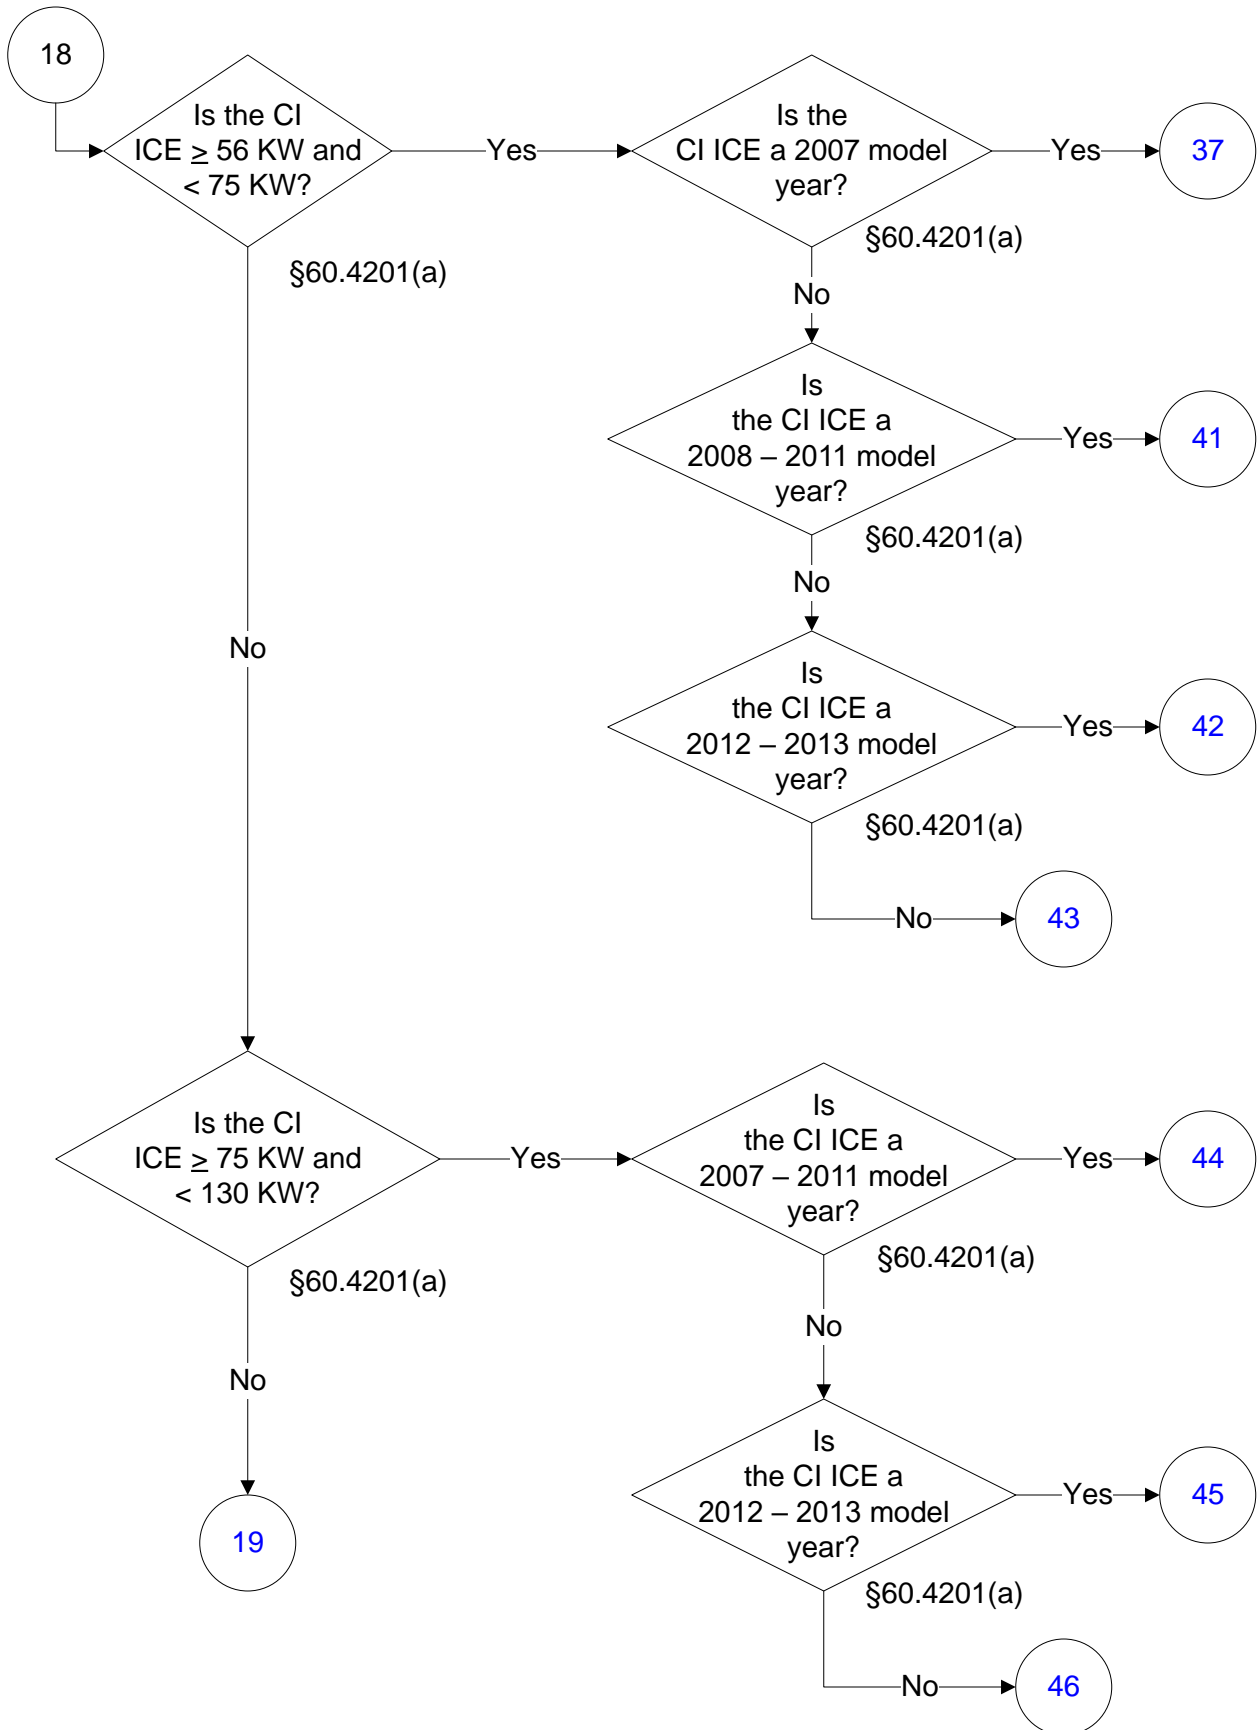 18
Is the CI
ICE ≥ 56 KW and
< 75 KW?
Yes
Is the
CI ICE a 2007 model
year?
Yes
37
§60.4201(a)
§60.4201(a)
No
Is
the CI ICE a
2008 – 2011 model
year?
Yes
41
§60.4201(a)
No
Is
the CI ICE a
2012 – 2013 model
year?
Yes
42
§60.4201(a)
No
43
No
Is the CI
ICE ≥ 75 KW and
< 130 KW?
Yes
Is
the CI ICE a
2007 – 2011 model
year?
Yes
44
§60.4201(a)
§60.4201(a)
No
No
19
Is
the CI ICE a
2012 – 2013 model
year?
Yes
45
§60.4201(a)
No
46